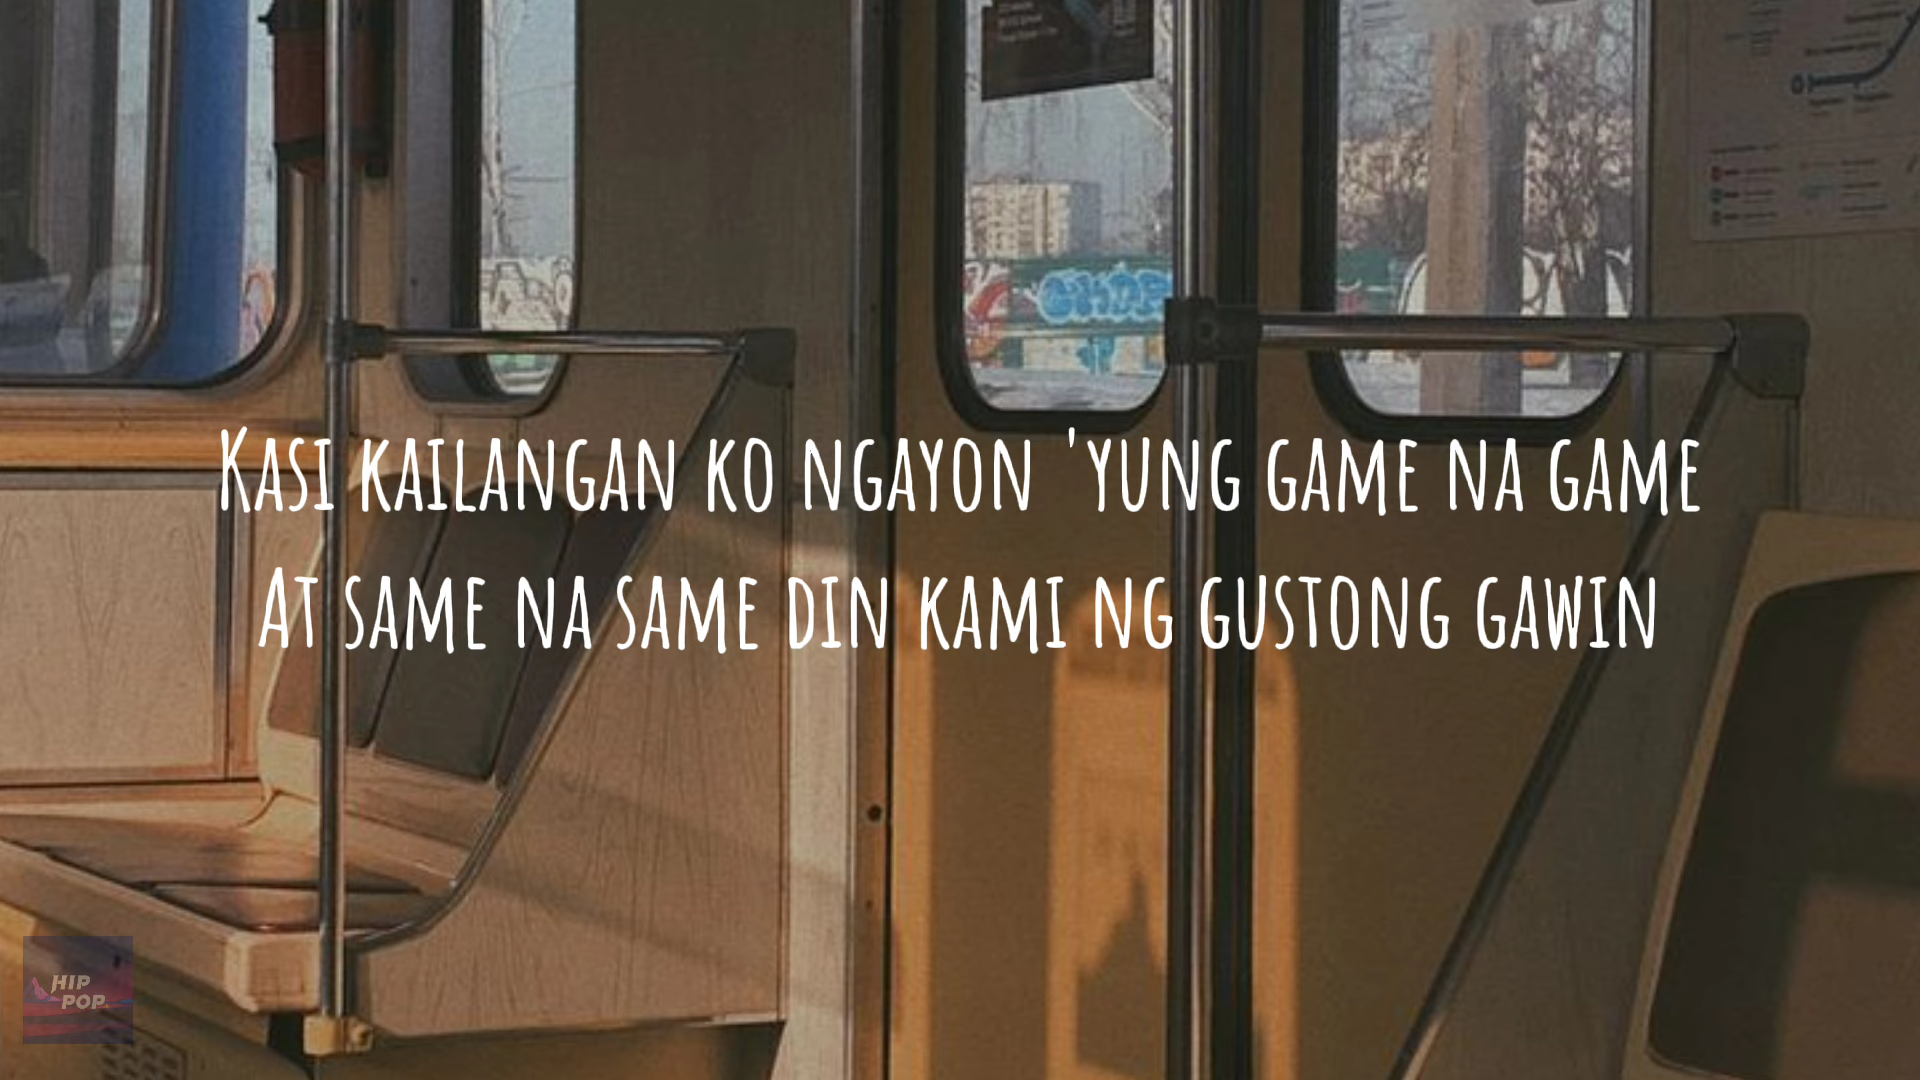 Kasi kailangan ko ngayon 'yung game na game
At same na same din kami ng gustong gawin
HIP
POP